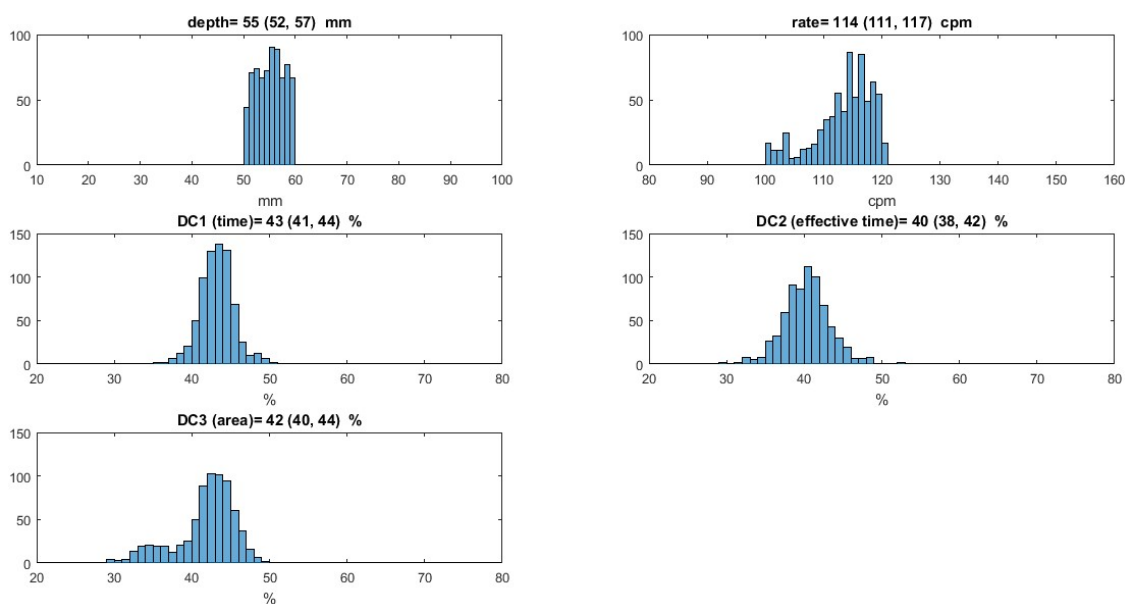 depth= 55 (52, 57) mm
100
50
0
10 20 30 40 50 60 70 80 90 100
mm
rate= 114 (111, 117) cpm
100
50
0
80 90 100 110 120 130 140 150 160
cpm
DC1 (time)= 43 (41, 44) %
150
100
50
0
20 30 40 50 60 70 80
%
DC2 (effective time)= 40 (38, 42) %
150
100
50
0
20 30 40 50 60 70 80
%
DC3 (area)= 42 (40, 44) %
150
100
50
0
20 30 40 50 60 70 80
%